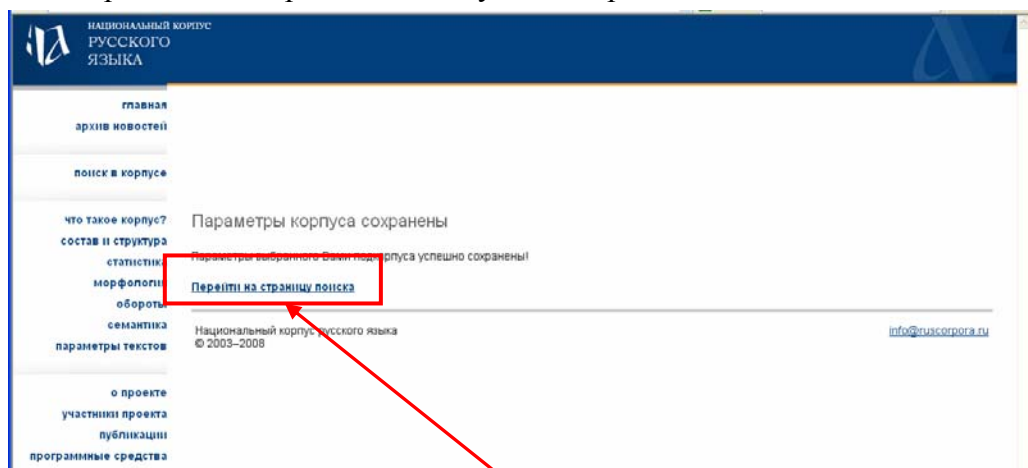 НАЦИОНАЛЬНЫЙ КОРПУС
РУССКОГО
ЯЗЫКА
главная
архив новостей
поиск в корпусе
что такое корпус?
состав и структура
статистика
морфология
обороты
семантика
параметры текстов
о проекте
участники проекта
публикации
программные средства
Параметры корпуса сохранены
Параметры выбранного Вами подкорпуса успешно сохранены!
Перейти на страницу поиска
Национальный корпус русского языка
© 2003–2008
info@ruscorpora.ru